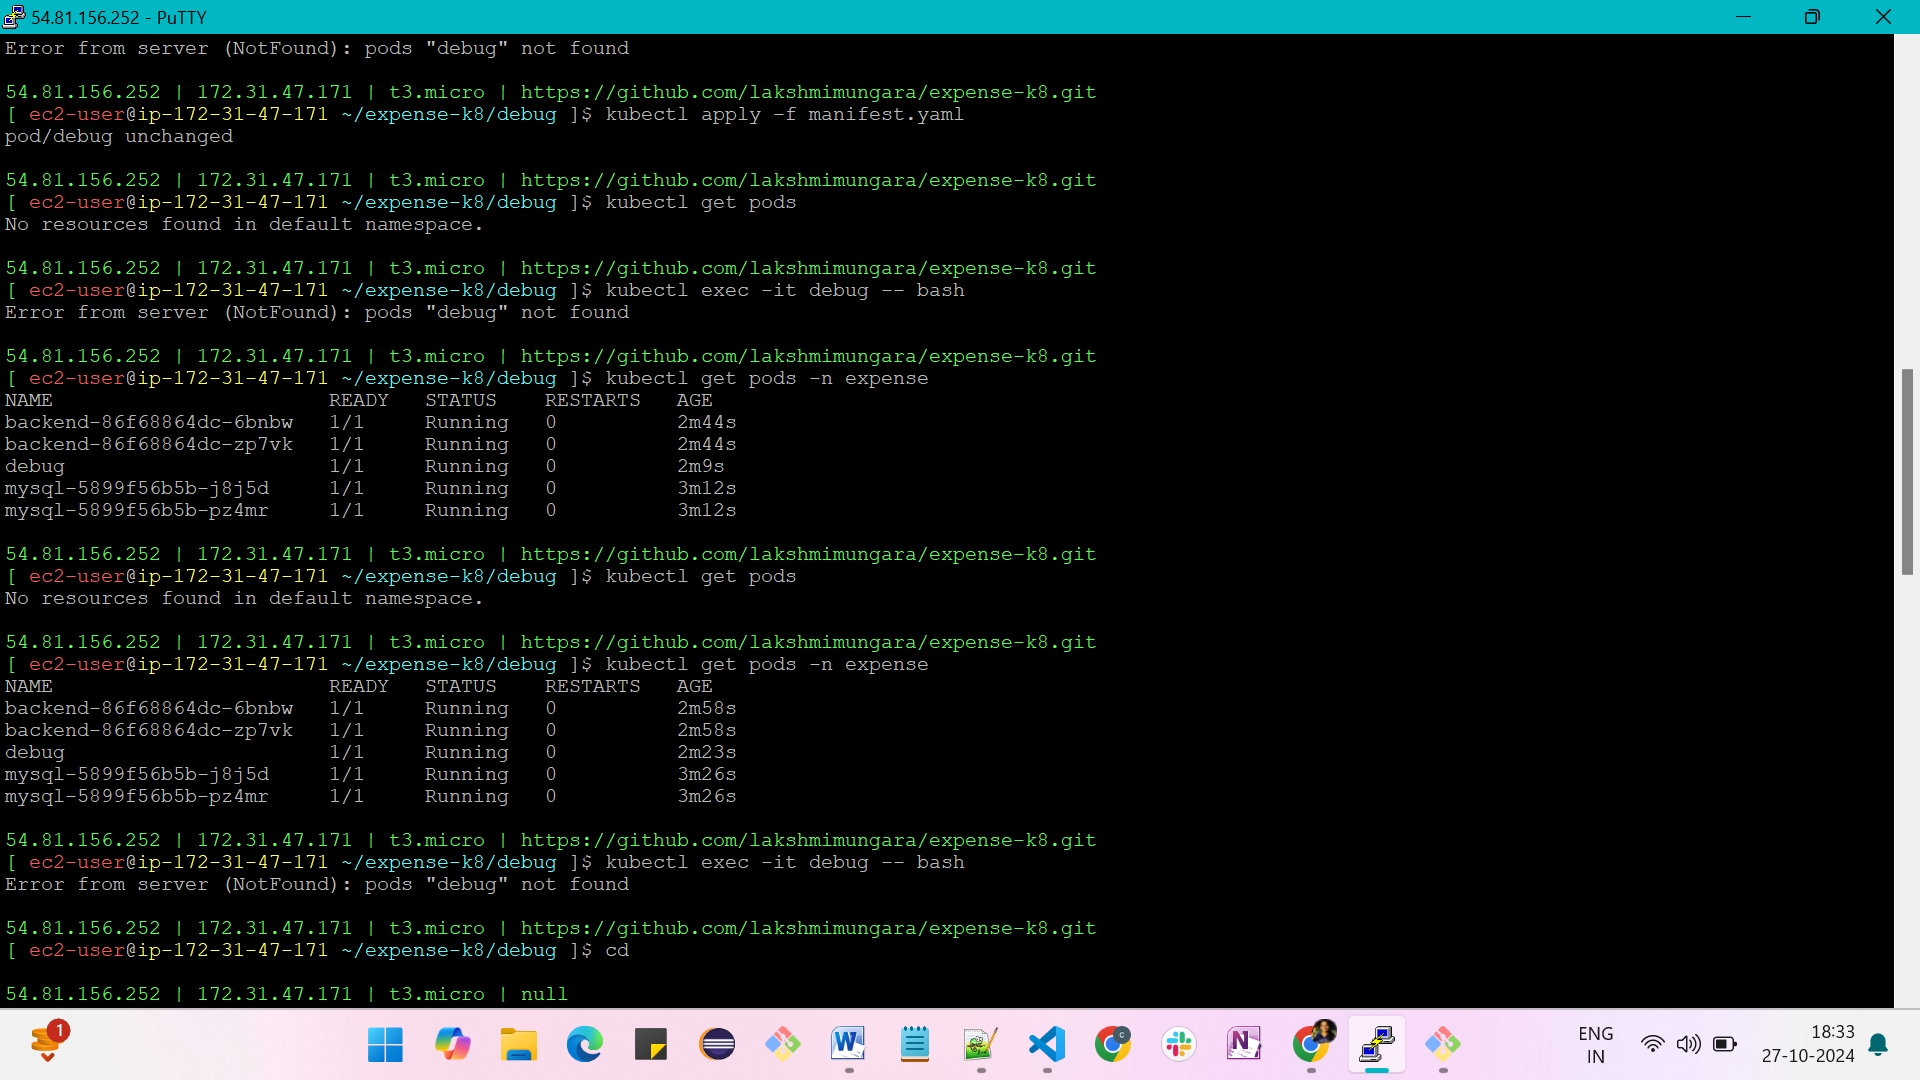 54.81.156.252 - PuTTY
Error from server (NotFound): pods "debug" not found
54.81.156.252 | 172.31.47.171 | t3.micro | https://github.com/lakshmimungara/expense-k8.git
[ ec2-user@ip-172-31-47-171 ~/expense-k8/debug ]$ kubectl apply -f manifest.yaml
pod/debug unchanged
54.81.156.252 | 172.31.47.171 | t3.micro | https://github.com/lakshmimungara/expense-k8.git
[ ec2-user@ip-172-31-47-171 ~/expense-k8/debug ]$ kubectl get pods
No resources found in default namespace.
54.81.156.252 | 172.31.47.171 | t3.micro | https://github.com/lakshmimungara/expense-k8.git
[ ec2-user@ip-172-31-47-171 ~/expense-k8/debug ]$ kubectl exec -it debug -- bash
Error from server (NotFound): pods "debug" not found
54.81.156.252 | 172.31.47.171 | t3.micro | https://github.com/lakshmimungara/expense-k8.git
[ ec2-user@ip-172-31-47-171 ~/expense-k8/debug ]$ kubectl get pods -n expense
NAME READY STATUS RESTARTS AGE
backend-86f68864dc-6bnbw 1/1 Running 0 2m44s
backend-86f68864dc-zp7vk 1/1 Running 0 2m44s
debug 1/1 Running 0 2m9s
mysql-5899f56b5b-j8j5d 1/1 Running 0 3m12s
mysql-5899f56b5b-pz4mr 1/1 Running 0 3m12s
54.81.156.252 | 172.31.47.171 | t3.micro | https://github.com/lakshmimungara/expense-k8.git
[ ec2-user@ip-172-31-47-171 ~/expense-k8/debug ]$ kubectl get pods
No resources found in default namespace.
54.81.156.252 | 172.31.47.171 | t3.micro | https://github.com/lakshmimungara/expense-k8.git
[ ec2-user@ip-172-31-47-171 ~/expense-k8/debug ]$ kubectl get pods -n expense
NAME READY STATUS RESTARTS AGE
backend-86f68864dc-6bnbw 1/1 Running 0 2m58s
backend-86f68864dc-zp7vk 1/1 Running 0 2m58s
debug 1/1 Running 0 2m23s
mysql-5899f56b5b-j8j5d 1/1 Running 0 3m26s
mysql-5899f56b5b-pz4mr 1/1 Running 0 3m26s
54.81.156.252 | 172.31.47.171 | t3.micro | https://github.com/lakshmimungara/expense-k8.git
[ ec2-user@ip-172-31-47-171 ~/expense-k8/debug ]$ kubectl exec -it debug -- bash
Error from server (NotFound): pods "debug" not found
54.81.156.252 | 172.31.47.171 | t3.micro | https://github.com/lakshmimungara/expense-k8.git
[ ec2-user@ip-172-31-47-171 ~/expense-k8/debug ]$ cd
54.81.156.252 | 172.31.47.171 | t3.micro | null
1
W
C
N
ENG
IN
18:33
27-10-2024